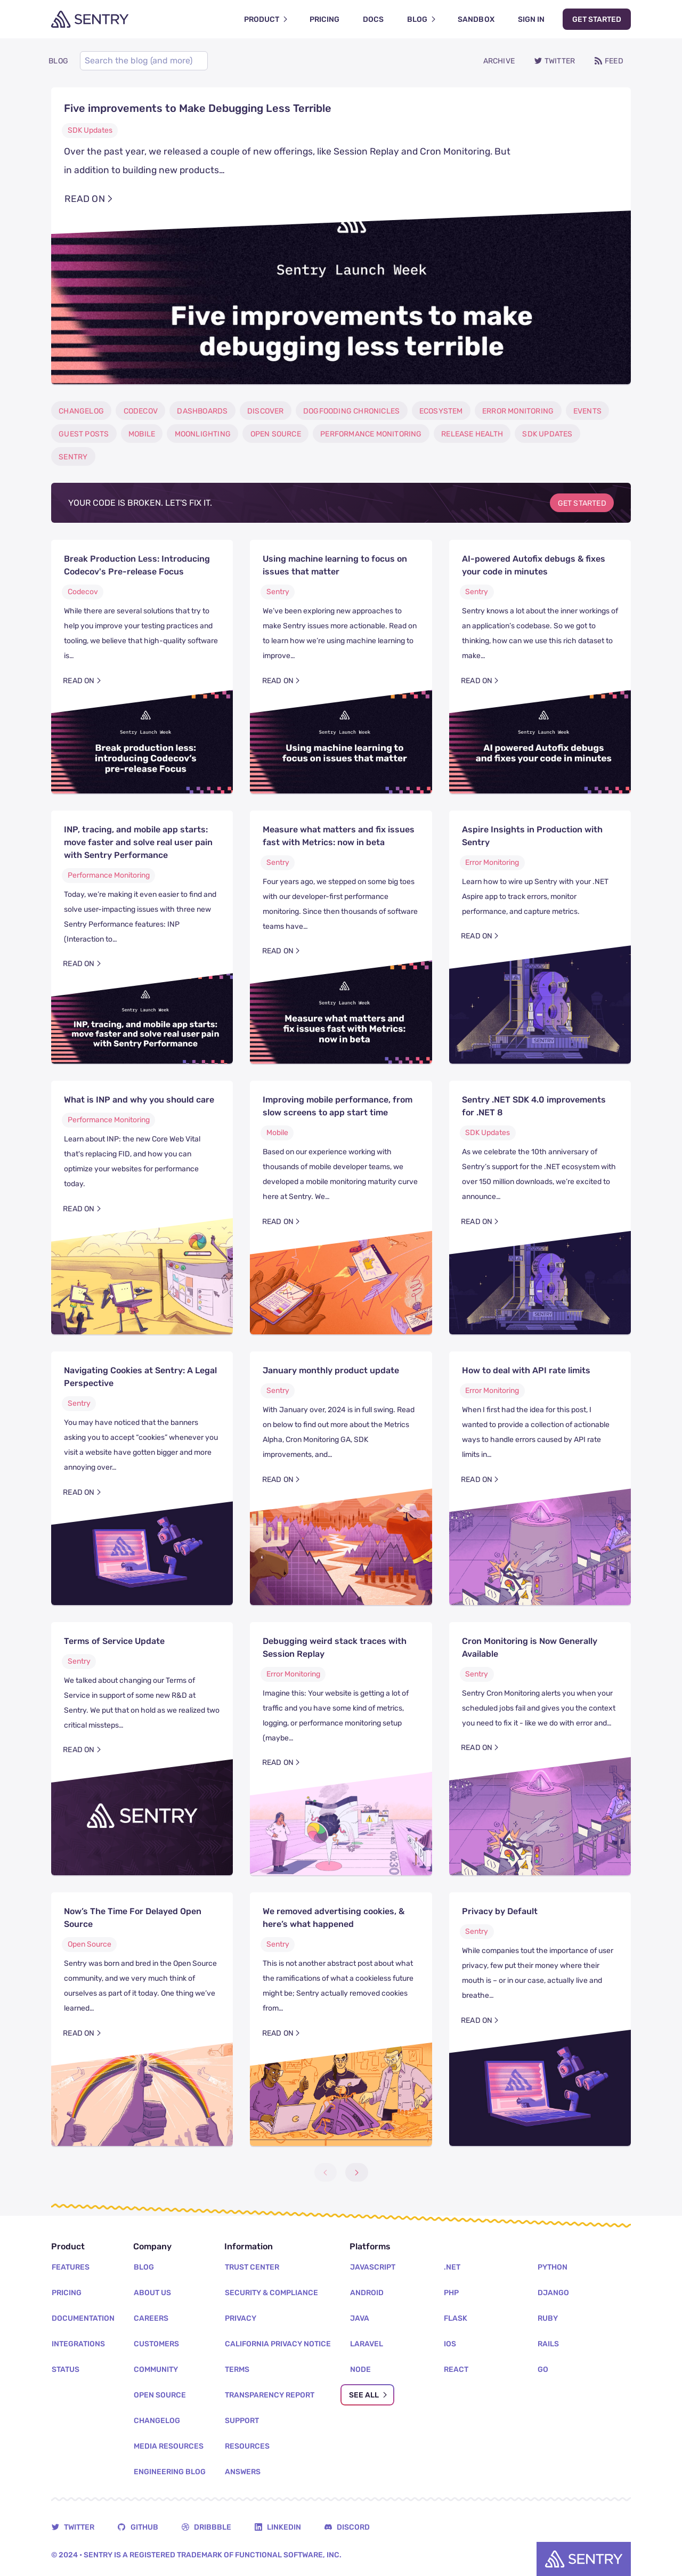 SENTRY
PRODUCT
PRICING
DOCS
BLOG
SANDBOX
SIGN IN
GET STARTED
BLOG
Search the blog (and more)
ARCHIVE
TWITTER
FEED
Five improvements to Make Debugging Less Terrible
SDK Updates
Over the past year, we released a couple of new offerings, like Session Replay and Cron Monitoring. But
in addition to building new products…
READ ON
Sentry Launch Week
Five improvements to make
debugging less terrible
CHANGELOG
CODECOV
DASHBOARDS
DISCOVER
DOGFOODING CHRONICLES
ECOSYSTEM
ERROR MONITORING
EVENTS
GUEST POSTS
MOBILE
MOONLIGHTING
OPEN SOURCE
PERFORMANCE MONITORING
RELEASE HEALTH
SDK UPDATES
SENTRY
YOUR CODE IS BROKEN. LET'S FIX IT.
GET STARTED
Break Production Less: Introducing
Codecov's Pre-release Focus
Codecov
While there are several solutions that try to
help you improve your testing practices and
tooling, we believe that high-quality software
is…
READ ON
Sentry Launch Week
Break production less:
introducing Codecov's
pre-release Focus
Using machine learning to focus on
issues that matter
Sentry
We've been exploring new approaches to
make Sentry issues more actionable. Read on
to learn how we're using machine learning to
improve…
READ ON
Sentry Launch Week
Using machine learning to
focus on issues that matter
AI-powered Autofix debugs & fixes
your code in minutes
Sentry
Sentry knows a lot about the inner workings of
an application's codebase. So we got to
thinking, how can we use this rich dataset to
make…
READ ON
Sentry Launch Week
AI powered Autofix debugs
and fixes your code in minutes
INP, tracing, and mobile app starts:
move faster and solve real user pain
with Sentry Performance
Performance Monitoring
Today, we're making it even easier to find and
solve user-impacting issues with three new
Sentry Performance features: INP
(Interaction to…
READ ON
Sentry Launch Week
INP, tracing, and mobile app starts:
move faster and solve real user pain
with Sentry Performance
Measure what matters and fix issues
fast with Metrics: now in beta
Sentry
Four years ago, we stepped on some big toes
with our developer-first performance
monitoring. Since then thousands of software
teams have…
READ ON
Sentry Launch Week
Measure what matters and
fix issues fast with Metrics:
now in beta
Aspire Insights in Production with
Sentry
Error Monitoring
Learn how to wire up Sentry with your .NET
Aspire app to track errors, monitor
performance, and capture metrics.
READ ON
SENTRY
What is INP and why you should care
Performance Monitoring
Learn about INP: the new Core Web Vital
that's replacing FID, and how you can
optimize your websites for performance
today.
READ ON
Improving mobile performance, from
slow screens to app start time
Mobile
Based on our experience working with
thousands of mobile developer teams, we
developed a mobile monitoring maturity curve
here at Sentry. We…
READ ON
Sentry .NET SDK 4.0 improvements
for .NET 8
SDK Updates
As we celebrate the 10th anniversary of
Sentry's support for the .NET ecosystem with
over 150 million downloads, we're excited to
announce…
READ ON
SENTRY
Navigating Cookies at Sentry: A Legal
Perspective
Sentry
You may have noticed that the banners
asking you to accept "cookies" whenever you
visit a website have gotten bigger and more
annoying over…
READ ON
January monthly product update
Sentry
With January over, 2024 is in full swing. Read
on below to find out more about the Metrics
Alpha, Cron Monitoring GA, SDK
improvements, and…
READ ON
How to deal with API rate limits
Error Monitoring
When I first had the idea for this post, I
wanted to provide a collection of actionable
ways to handle errors caused by API rate
limits in…
READ ON
Terms of Service Update
Sentry
We talked about changing our Terms of
Service in support of some new R&D at
Sentry. We put that on hold as we realized two
critical missteps…
READ ON
SENTRY
Debugging weird stack traces with
Session Replay
Error Monitoring
Imagine this: Your website is getting a lot of
traffic and you have some kind of metrics,
logging, or performance monitoring setup
(maybe…
READ ON
Cron Monitoring is Now Generally
Available
Sentry
Sentry Cron Monitoring alerts you when your
scheduled jobs fail and gives you the context
you need to fix it - like we do with error and…
READ ON
Now's The Time For Delayed Open
Source
Open Source
Sentry was born and bred in the Open Source
community, and we very much think of
ourselves as part of it today. One thing we've
learned…
READ ON
We removed advertising cookies, &
here's what happened
Sentry
This is not another abstract post about what
the ramifications of what a cookieless future
might be; Sentry actually removed cookies
from…
READ ON
Privacy by Default
Sentry
While companies tout the importance of user
privacy, few put their money where their
mouth is – or in our case, actually live and
breathe…
READ ON
Product
FEATURES
PRICING
DOCUMENTATION
INTEGRATIONS
STATUS
Company
BLOG
ABOUT US
CAREERS
CUSTOMERS
COMMUNITY
OPEN SOURCE
CHANGELOG
MEDIA RESOURCES
ENGINEERING BLOG
Information
TRUST CENTER
SECURITY & COMPLIANCE
PRIVACY
CALIFORNIA PRIVACY NOTICE
TERMS
TRANSPARENCY REPORT
SUPPORT
RESOURCES
ANSWERS
Platforms
JAVASCRIPT
ANDROID
JAVA
LARAVEL
NODE
SEE ALL
.NET
PHP
FLASK
IOS
REACT
PYTHON
DJANGO
RUBY
RAILS
GO
TWITTER
GITHUB
DRIBBBLE
LINKEDIN
DISCORD
© 2024 • SENTRY IS A REGISTERED TRADEMARK OF FUNCTIONAL SOFTWARE, INC.
SENTRY